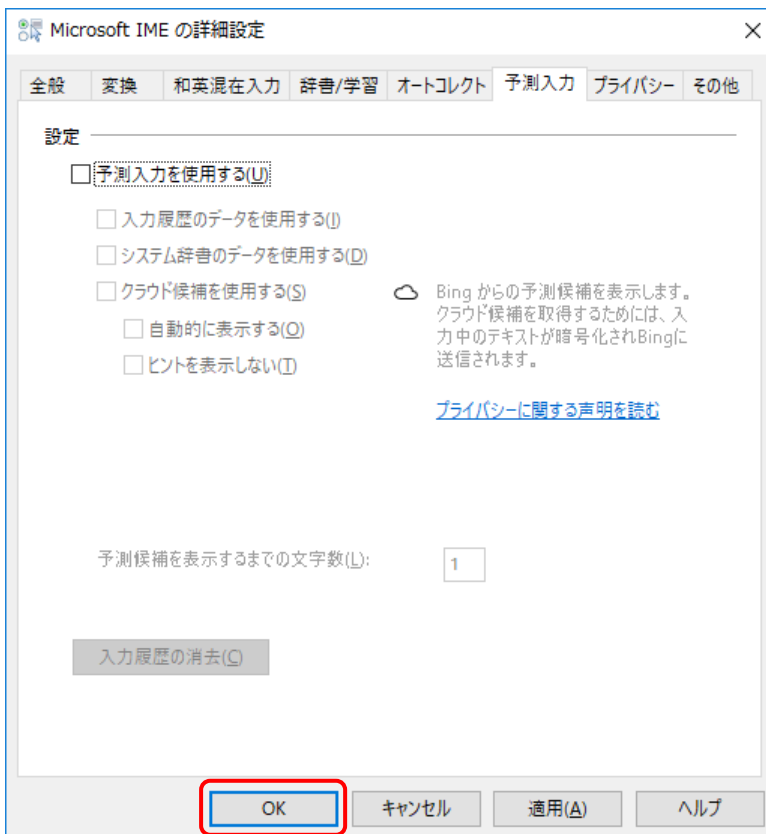 Microsoft IME の詳細設定
全般 変換 和英混在入力 辞書/学習 オートコレクト 予測入力 プライバシー その他
設定
予測入力を使用する(U)
入力履歴のデータを使用する(I)
システム辞書のデータを使用する(D)
クラウド候補を使用する(S)
自動的に表示する(O)
ヒントを表示しない(T)
Bing からの予測候補を表示します。
クラウド候補を取得するためには、入
力中のテキストが暗号化されBingに
送信されます。
プライバシーに関する声明を読む
予測候補を表示するまでの文字数(L):
1
入力履歴の消去(C)
OK キャンセル 適用(A) ヘルプ